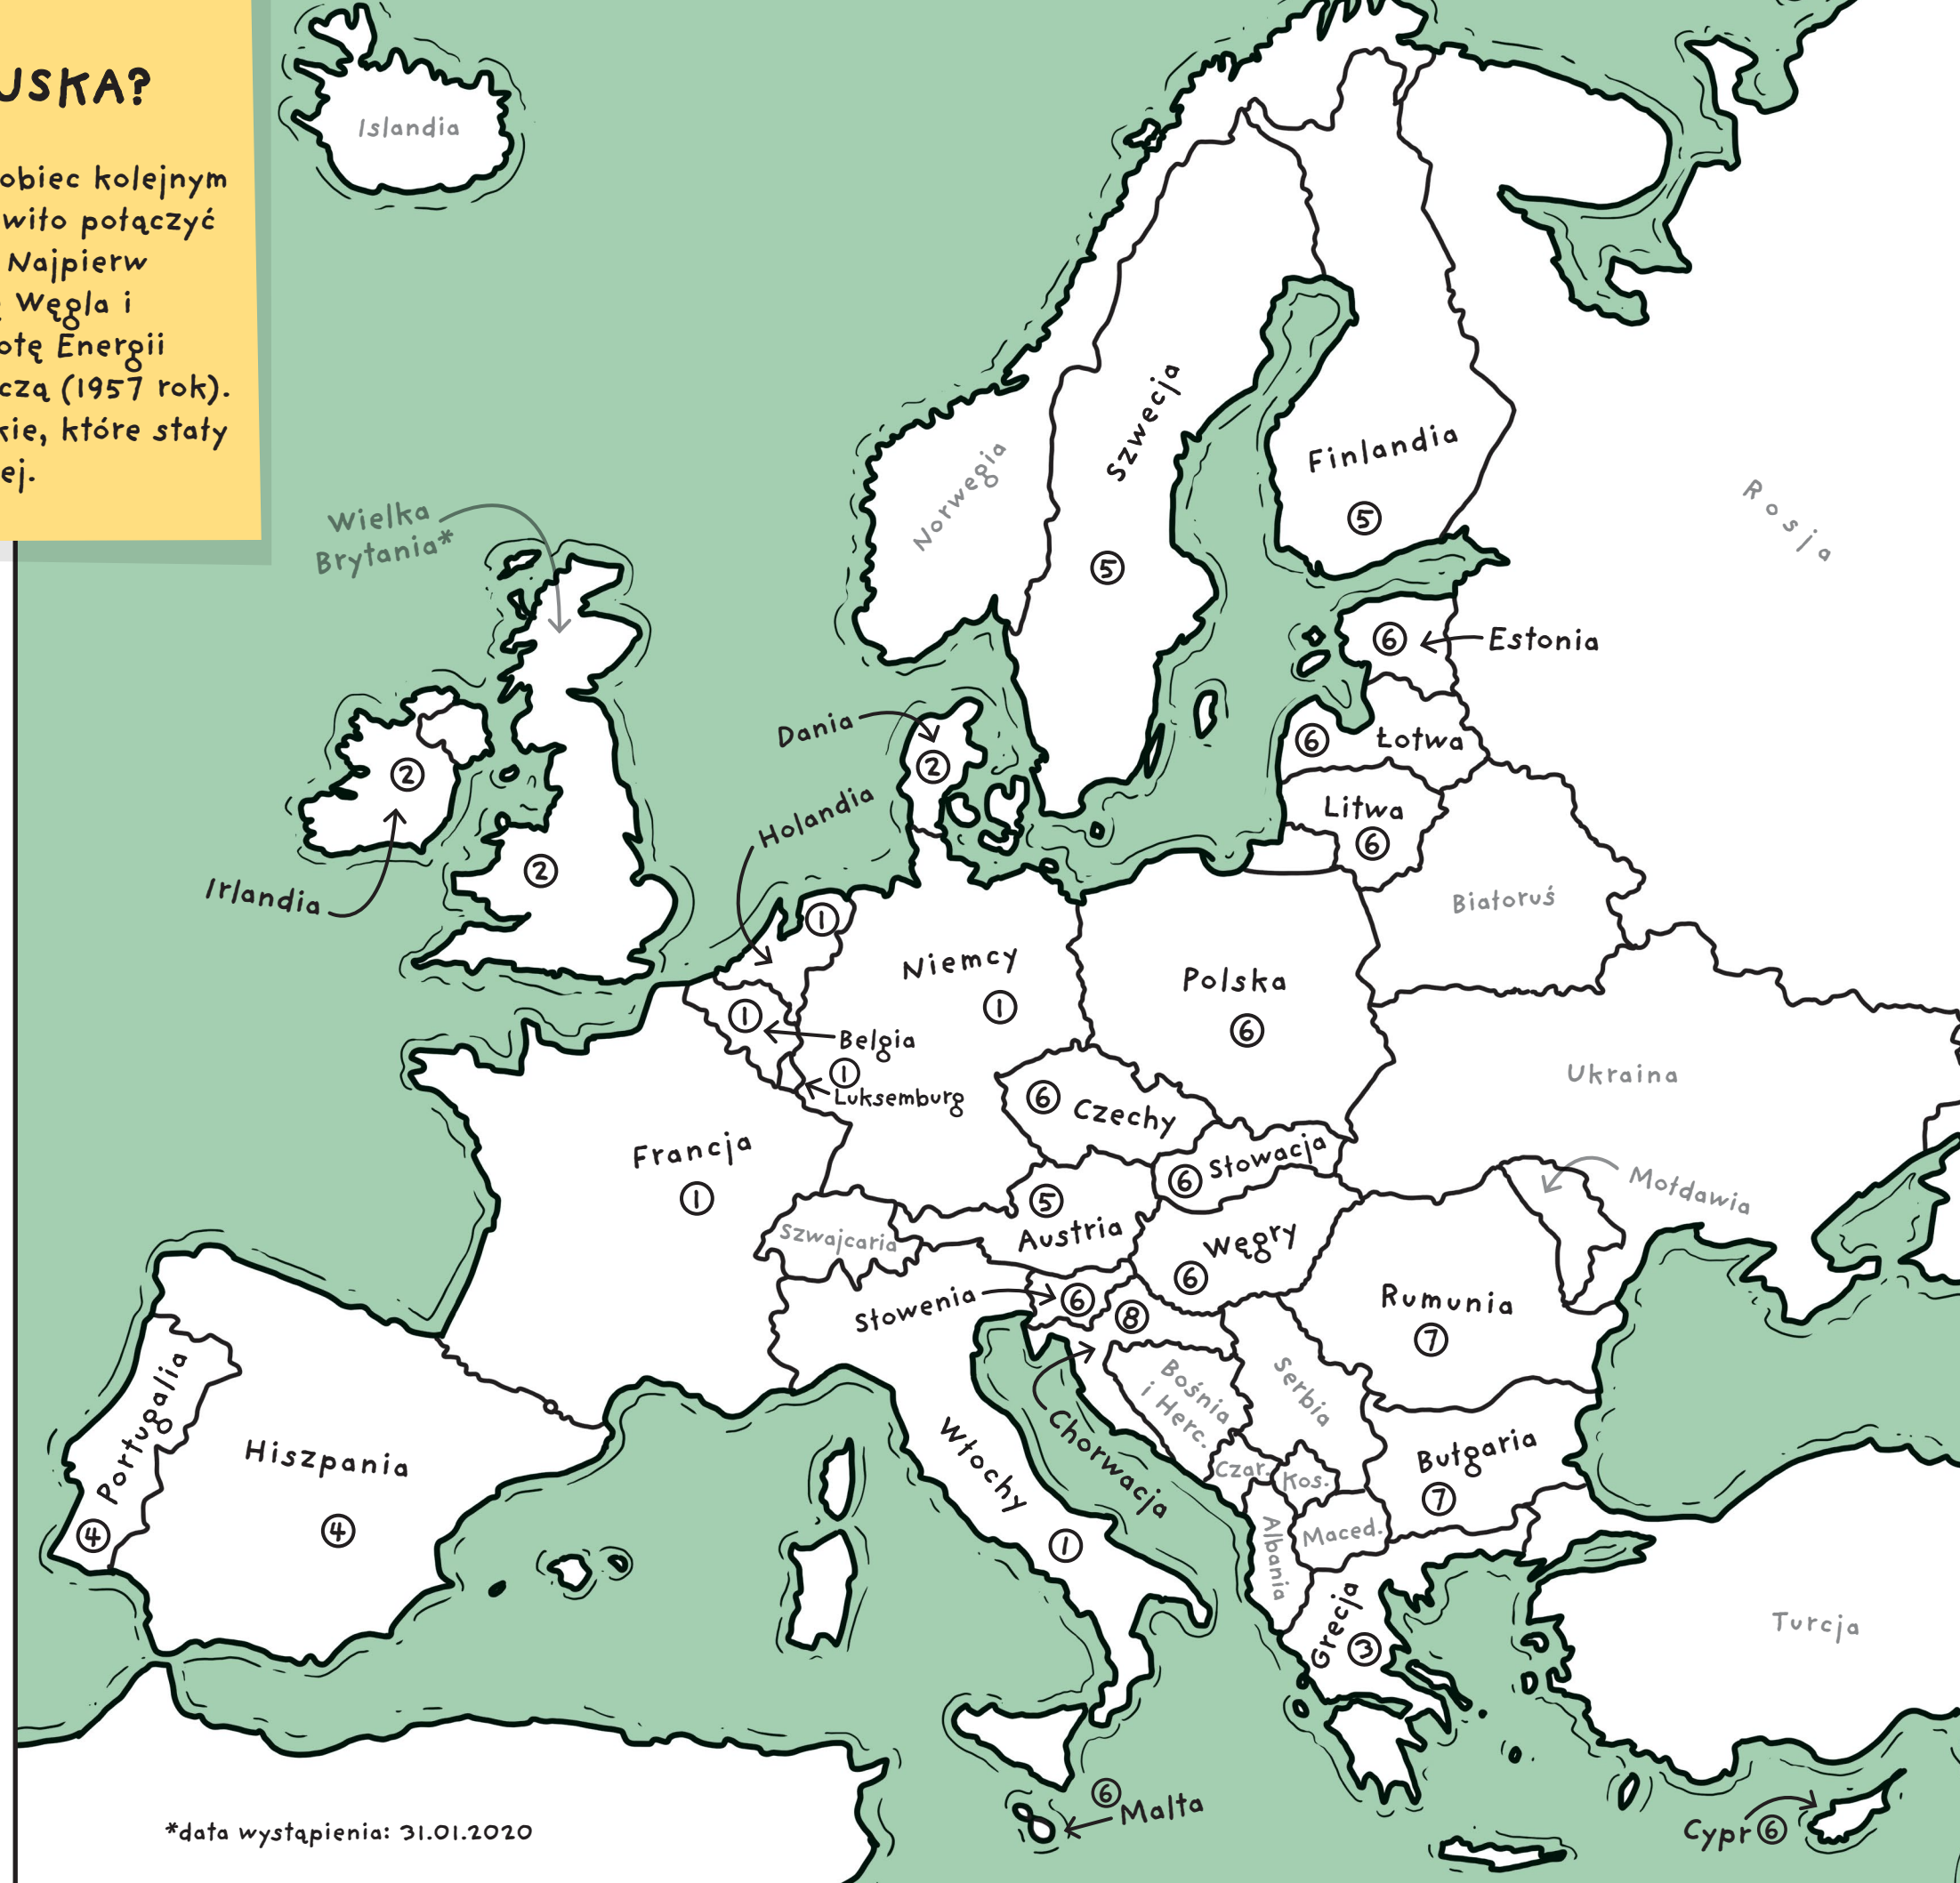 USKA?
obiec kolejnym
wiło połączyć
Najpierw
Węgla i
otę Energii
czą (1957 rok).
kie, które stały
ej.
Islandia
Norwegia
Szwecja
5
Finlandia
5
Rosja
Wielka
Brytania*
2
Irlandia
2
Dania
2
Holandia
1
Estonia
6
Łotwa
6
Litwa
6
Białoruś
Niemcy
1
Polska
6
Belgia
1
Luksemburg
1
Ukraina
Czechy
6
Słowacja
6
Francja
1
Szwajcaria
Austria
5
Węgry
6
Mołdawia
Słowenia
6
8
Chorwacja
Rumunia
7
Bośnia
i Herc.
Serbia
Portugalia
4
Hiszpania
4
Włochy
1
Czar.
Kos.
Bułgaria
7
Albania
Maced.
Grecja
3
Turcja
6
Malta
Cypr 6
*data wystąpienia: 31.01.2020